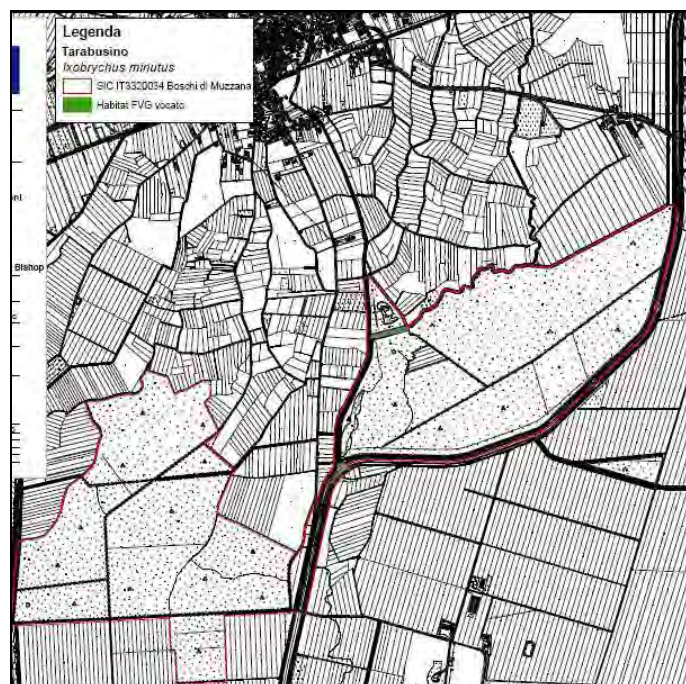 Legenda
Tarabusino
Ixobrychus minutus
SIC IT3320034 Boschi di Muzzana
Habitat FVG vocato
Bishop